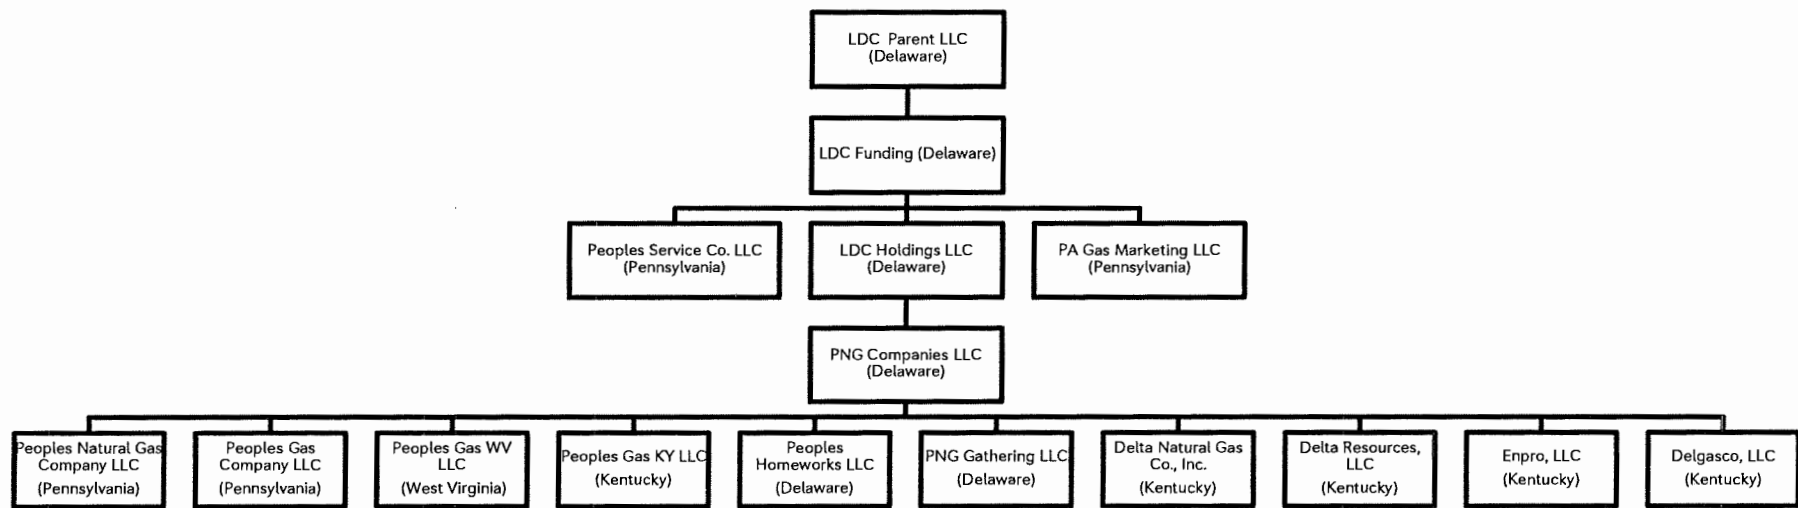 LDC Parent LLC
(Delaware)
LDC Funding (Delaware)
Peoples Service Co. LLC
(Pennsylvania)
LDC Holdings LLC
(Delaware)
PA Gas Marketing LLC
(Pennsylvania)
PNG Companies LLC
(Delaware)
Peoples Natural Gas
Company LLC
(Pennsylvania)
Peoples Gas
Company LLC
(Pennsylvania)
Peoples Gas WV
LLC
(West Virginia)
Peoples Gas KY LLC
(Kentucky)
Peoples
Homeworks LLC
(Delaware)
PNG Gathering LLC
(Delaware)
Delta Natural Gas
Co., Inc.
(Kentucky)
Delta Resources,
LLC
(Kentucky)
Enpro, LLC
(Kentucky)
Delgasco, LLC
(Kentucky)